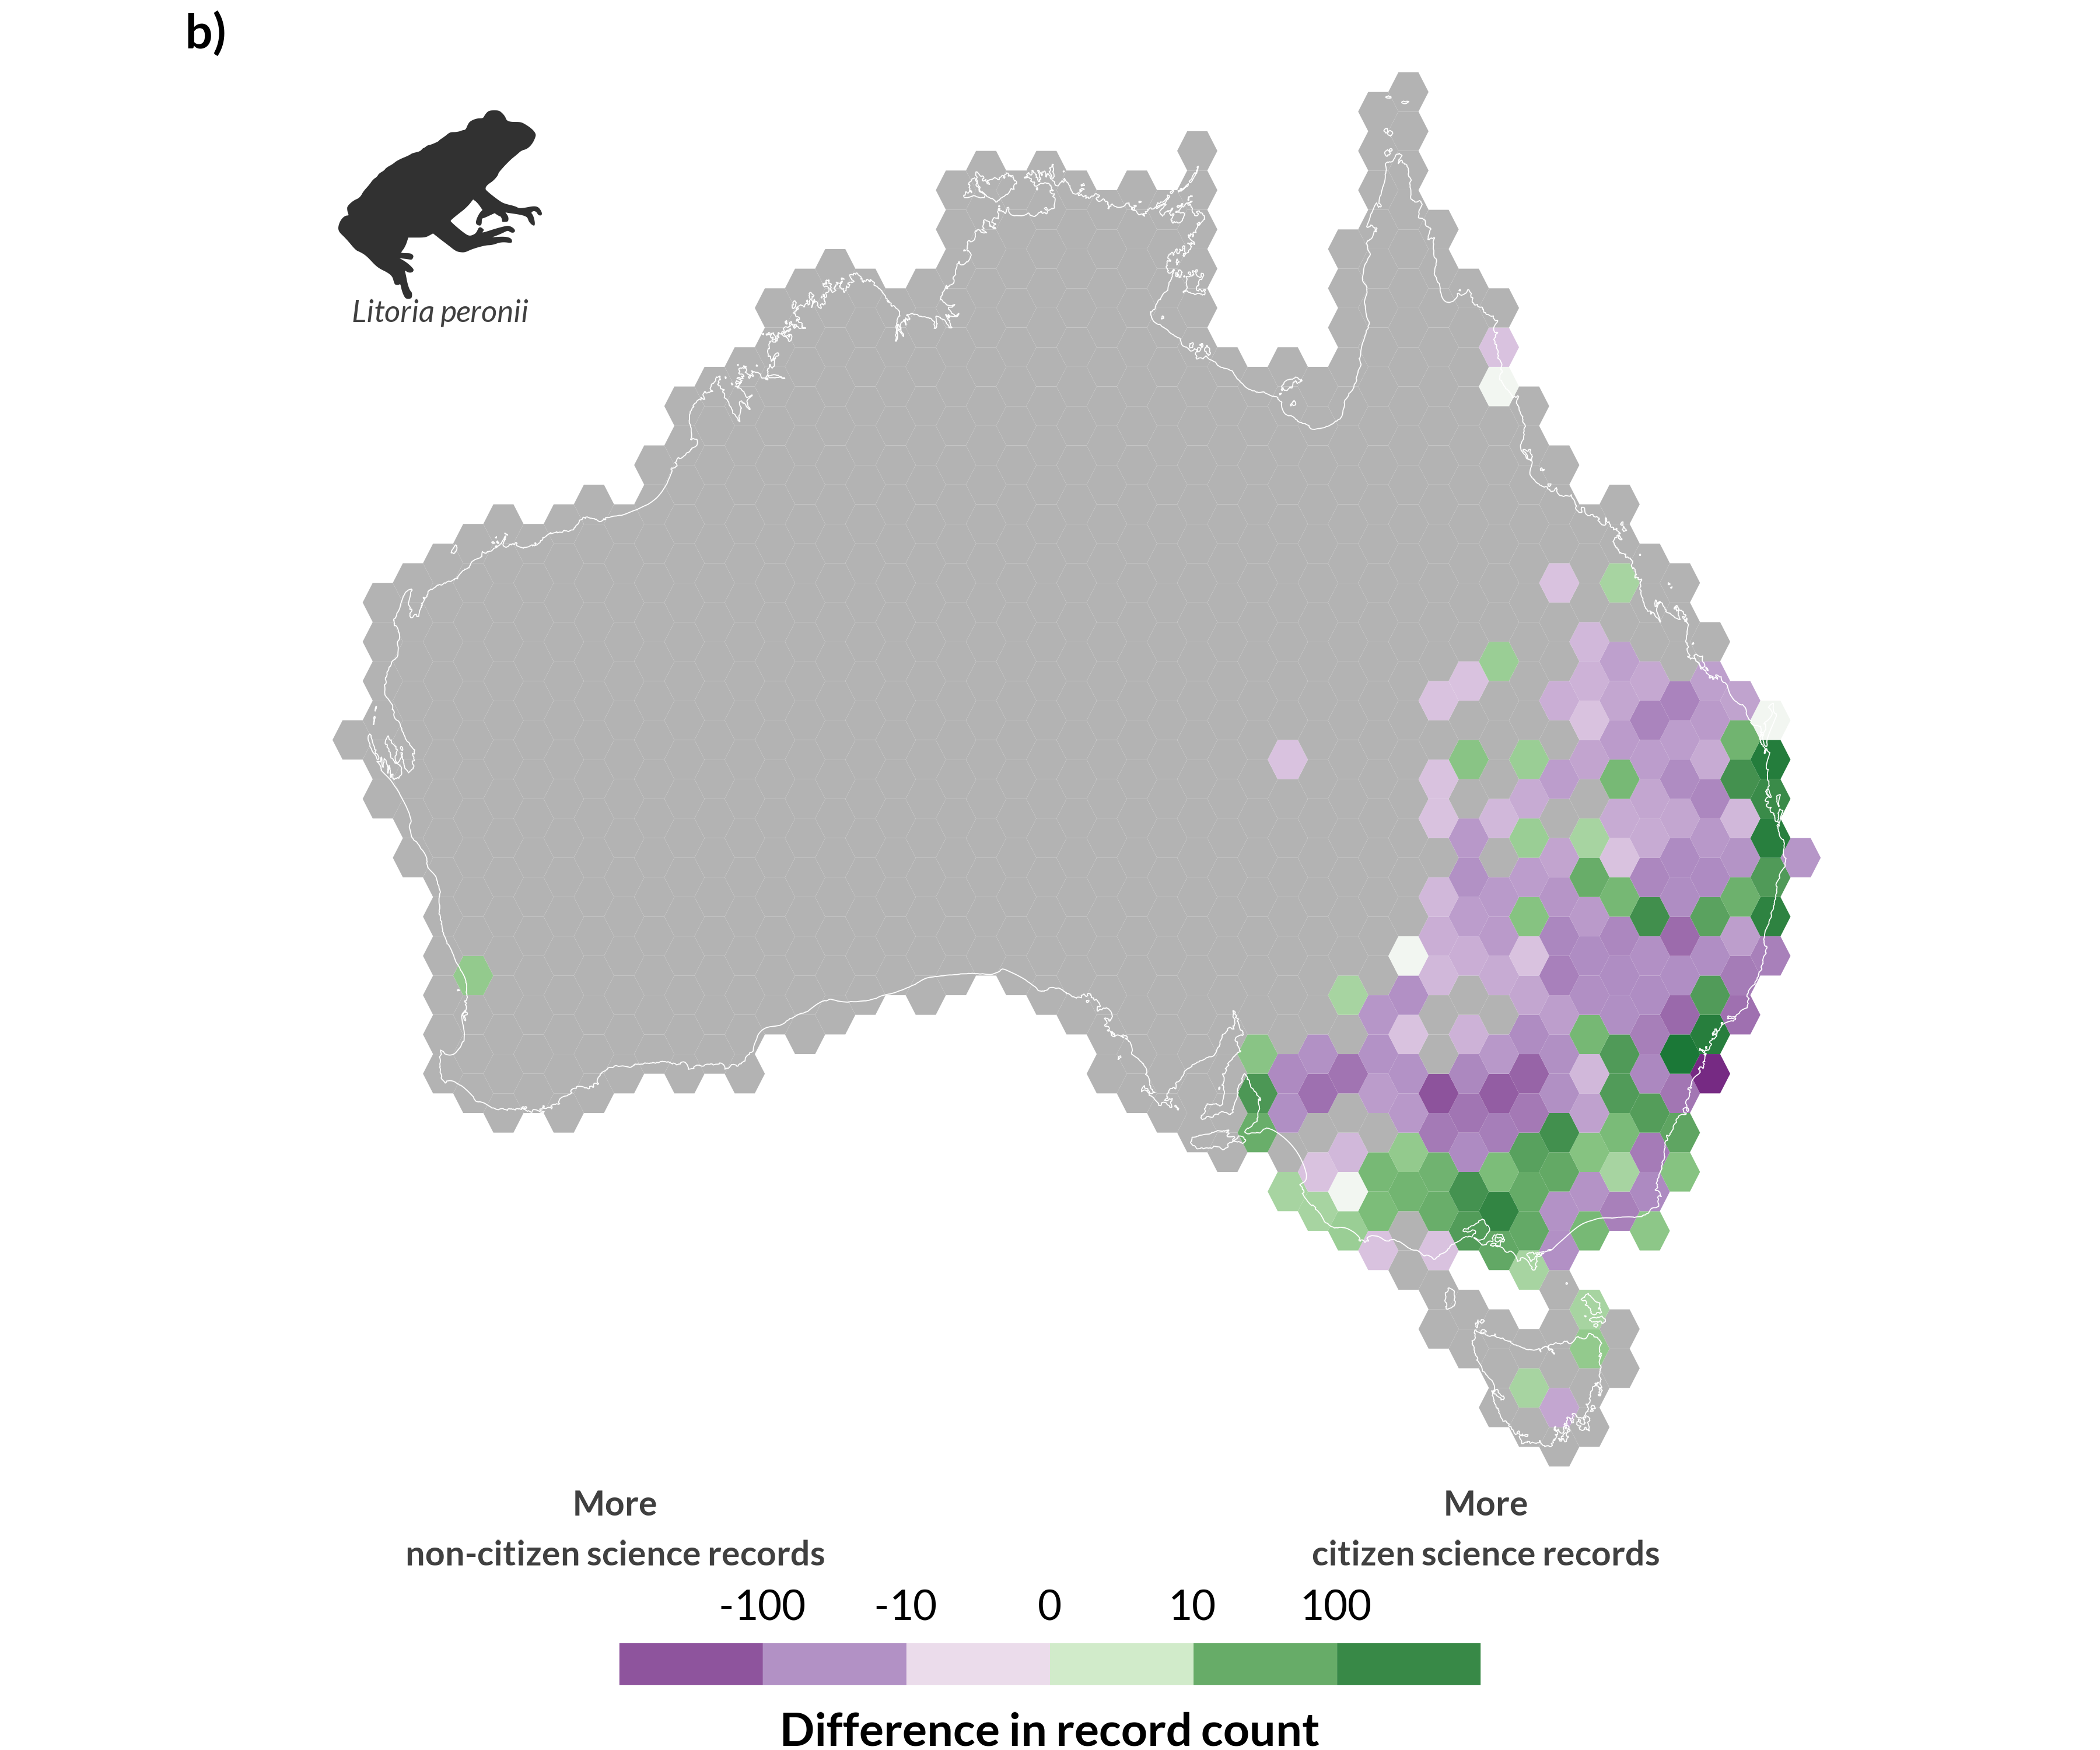 b)
Litoria peronii
More
non-citizen science records
More
citizen science records
-100 -10 0 10 100
Difference in record count